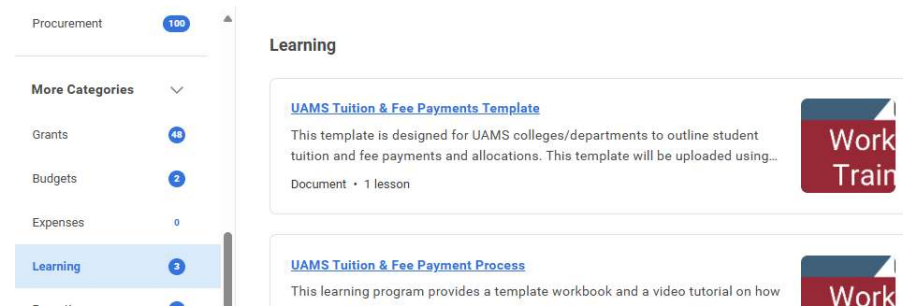 Procurement 100
More Categories
Grants 48
Budgets 2
Expenses 0
Learning 3
Learning
UAMS Tuition & Fee Payments Template
This template is designed for UAMS colleges/departments to outline student
tuition and fee payments and allocations. This template will be uploaded using...
Document • 1 lesson
Work
Train
UAMS Tuition & Fee Payment Process
This learning program provides a template workbook and a video tutorial on how
Work